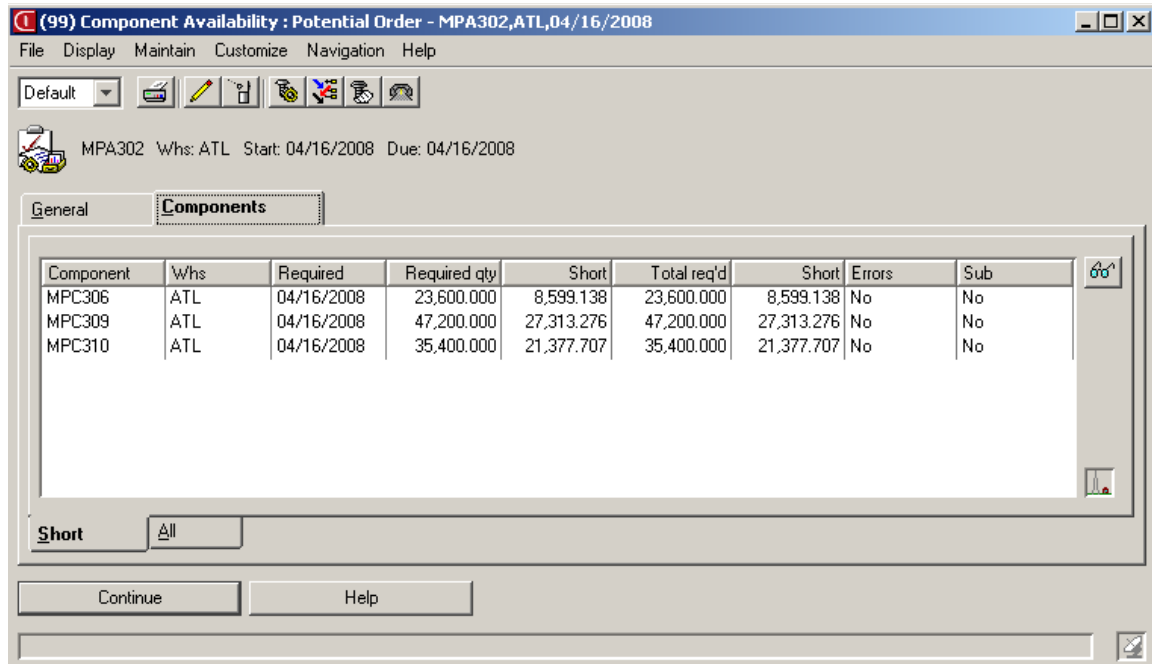 (99) Component Availability : Potential Order - MPA302,ATL,04/16/2008
File Display Maintain Customize Navigation Help
Default
MPA302 Whs: ATL Start: 04/16/2008 Due: 04/16/2008
General Components
Component Whs Required Required qty Short Total req'd Short Errors Sub
MPC306 ATL 04/16/2008 23,600.000 8,599.138 23,600.000 8,599.138 No No
MPC309 ATL 04/16/2008 47,200.000 27,313.276 47,200.000 27,313.276 No No
MPC310 ATL 04/16/2008 35,400.000 21,377.707 35,400.000 21,377.707 No No
Short All
Continue Help